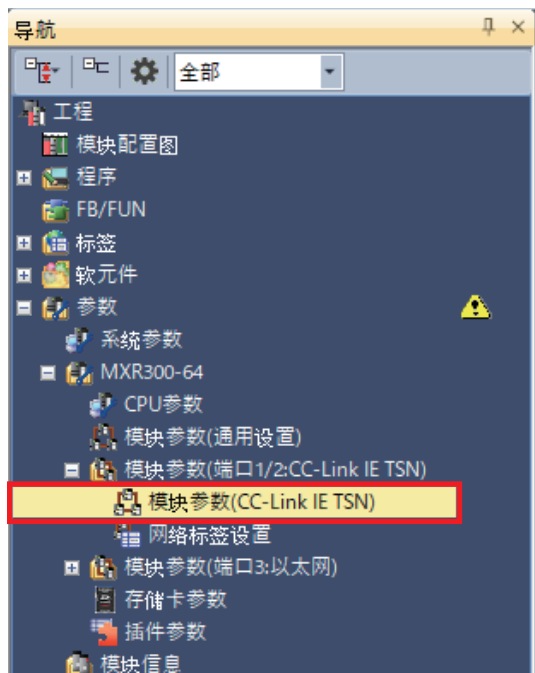 导航
全部
工程
模块配置图
程序
FB/FUN
标签
软元件
参数
系统参数
MXR300-64
CPU参数
模块参数(通用设置)
模块参数(端口1/2:CC-Link IE TSN)
模块参数(CC-Link IE TSN)
网络标签设置
模块参数(端口3:以太网)
存储卡参数
插件参数
模块信息